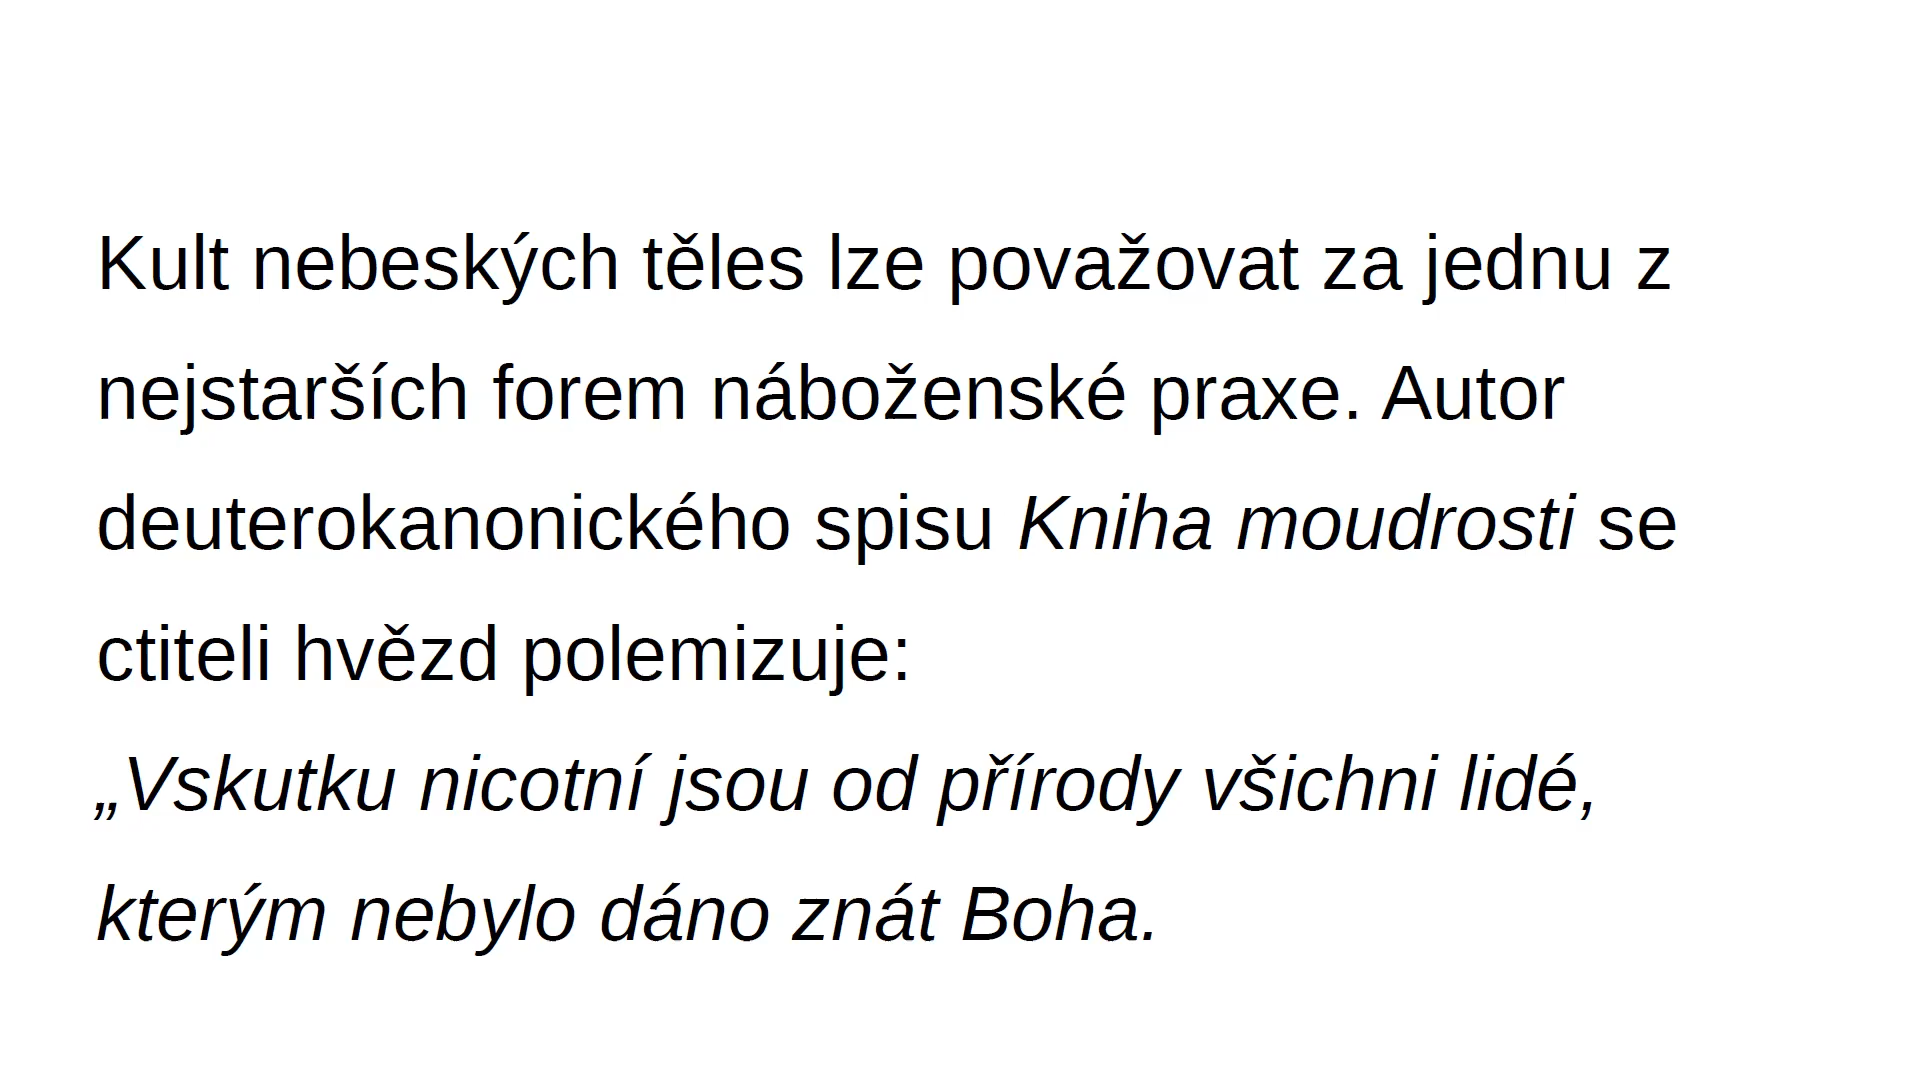 Kult nebeských těles lze považovat za jednu z
nejstarších forem náboženské praxe. Autor
deuterokanonického spisu Kniha moudrosti se
ctiteli hvězd polemizuje:
„Vskutku nicotní jsou od přírody všichni lidé,
kterým nebylo dáno znát Boha.